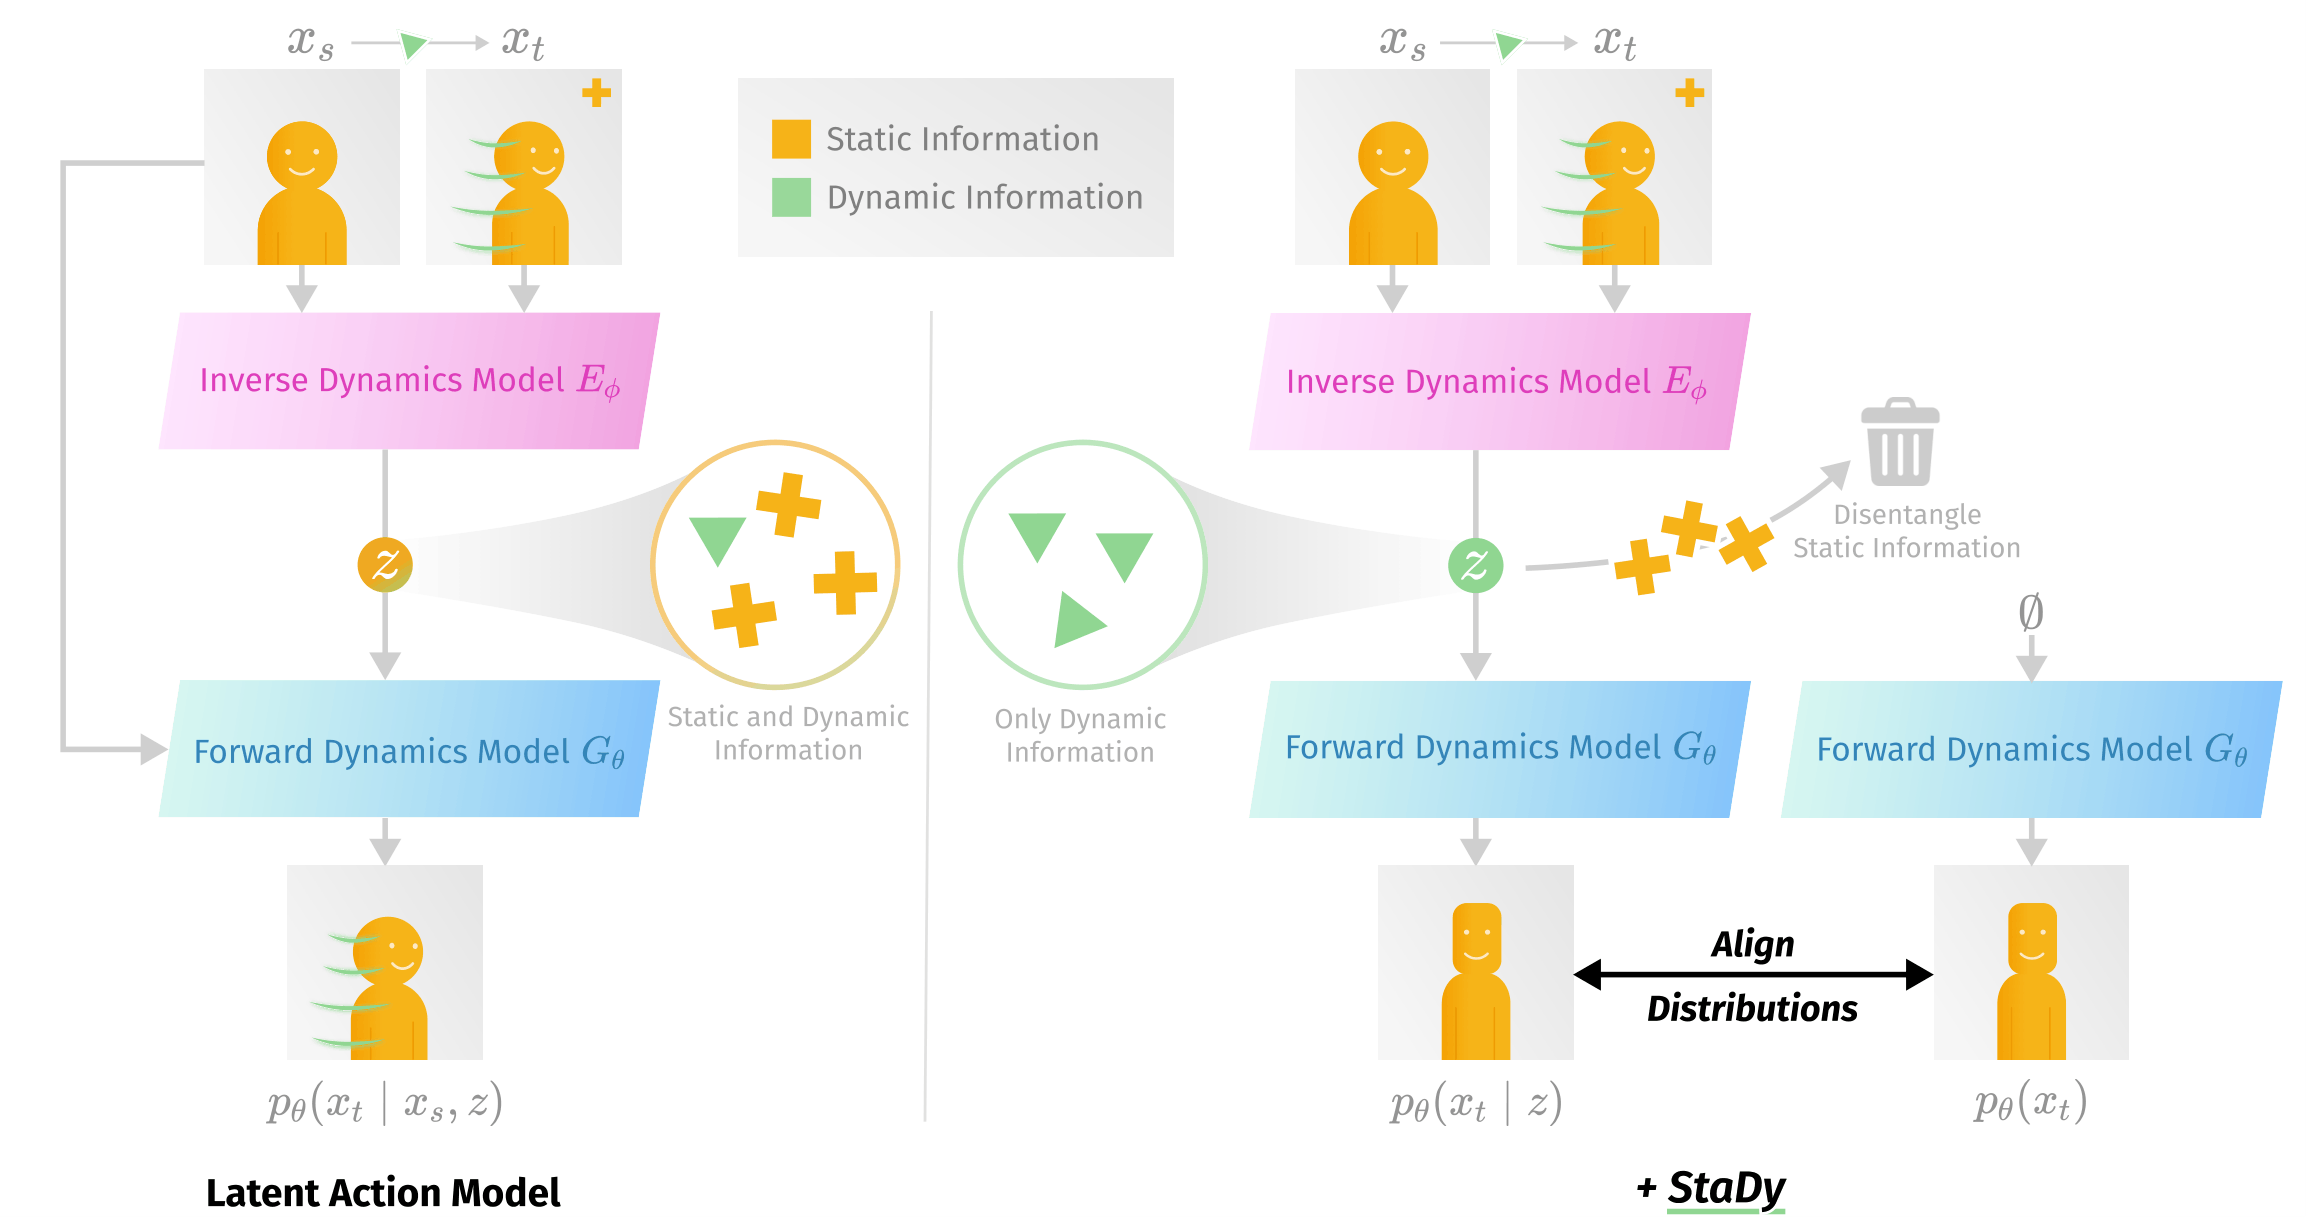 x_s → x_t
x_s → x_t
Static Information
Dynamic Information
Inverse Dynamics Model E_ϕ
Inverse Dynamics Model E_ϕ
z
z
Disentangle
Static Information
∅
Static and Dynamic
Information
Only Dynamic
Information
Forward Dynamics Model G_θ
Forward Dynamics Model G_θ
Forward Dynamics Model G_θ
Align
Distributions
p_θ(x_t | x_s, z)
p_θ(x_t | z)
p_θ(x_t)
Latent Action Model
+ StaDy